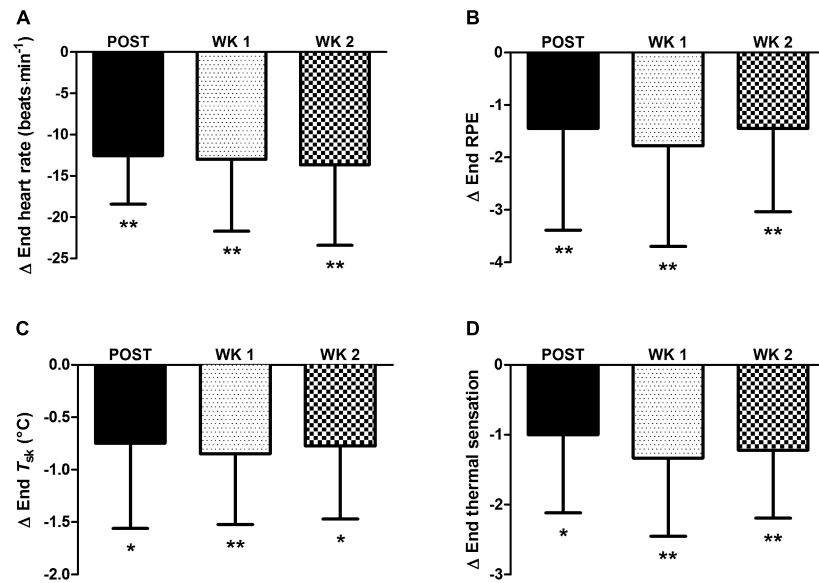 A
POST WK 1 WK 2
Δ End heart rate (beats·min⁻¹)
0
-5
-10
-15
-20
-25
** ** **
B
POST WK 1 WK 2
Δ End RPE
0
-1
-2
-3
-4
** ** **
C
POST WK 1 WK 2
Δ End Tsk (°C)
0.0
-0.5
-1.0
-1.5
-2.0
* ** *
D
POST WK 1 WK 2
Δ End thermal sensation
0
-1
-2
-3
* ** **